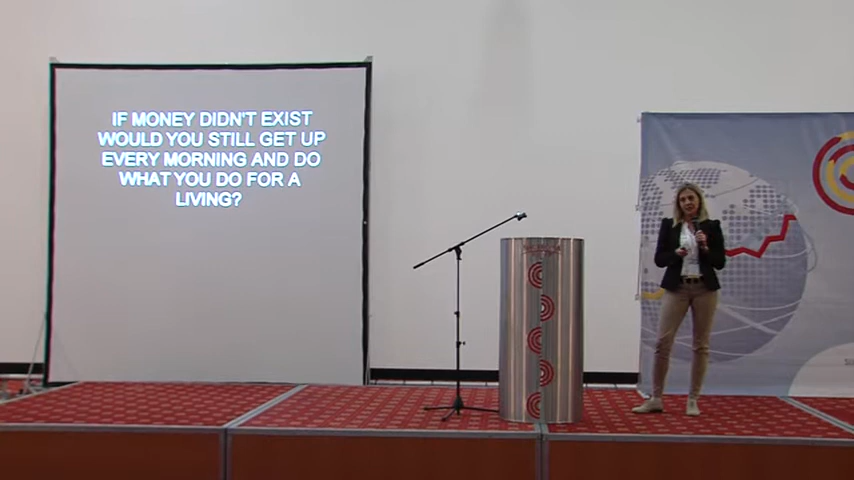 IF MONEY DIDN'T EXIST
WOULD YOU STILL GET UP
EVERY MORNING AND DO
WHAT YOU DO FOR A
LIVING?